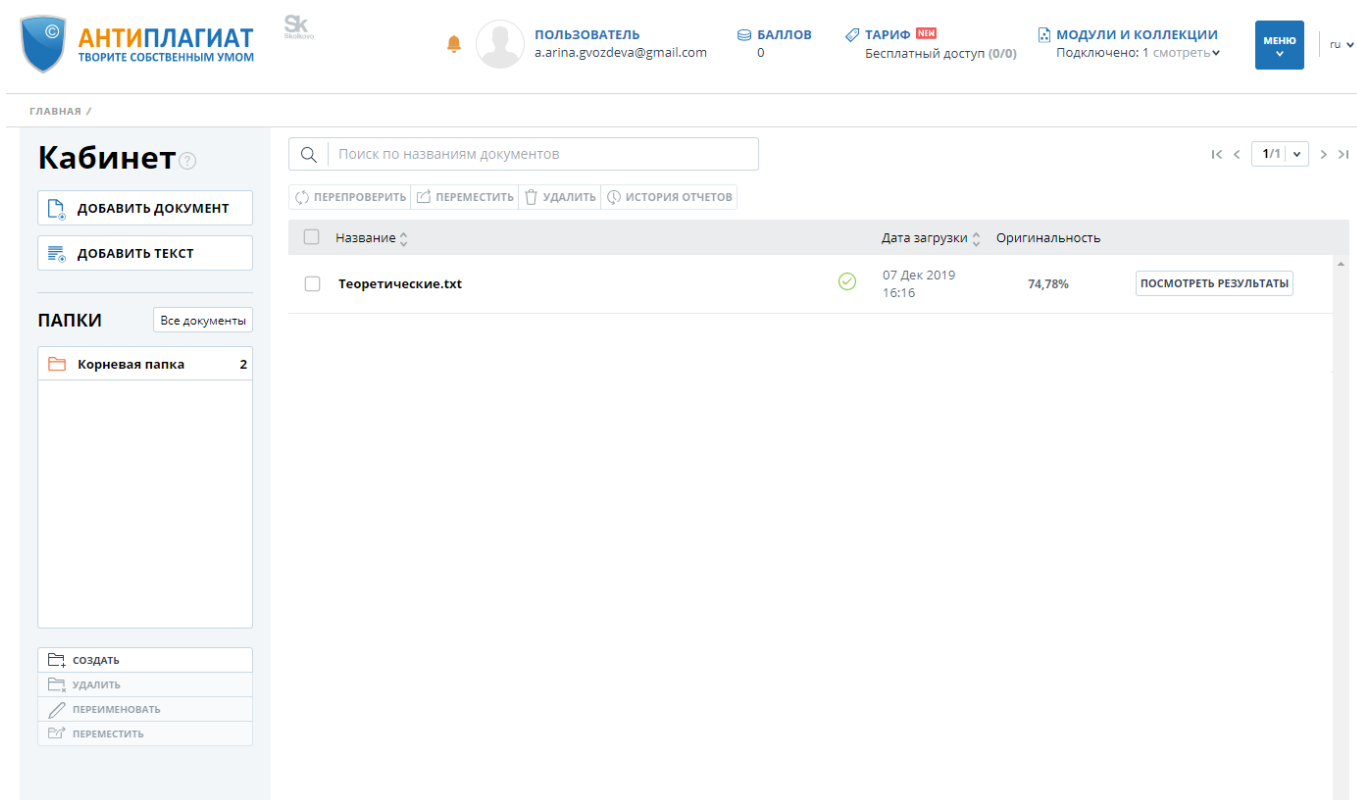 АНТИПЛАГИАТ
ТВОРИТЕ СОБСТВЕННЫМ УМОМ
Sk
Skolkovo
ПОЛЬЗОВАТЕЛЬ
a.arina.gvozdeva@gmail.com
БАЛЛОВ
0
ТАРИФ NEW
Бесплатный доступ (0/0)
МОДУЛИ И КОЛЛЕКЦИИ
Подключено: 1 смотреть
МЕНЮ
ru
ГЛАВНАЯ /
Кабинет ?
ДОБАВИТЬ ДОКУМЕНТ
ДОБАВИТЬ ТЕКСТ
ПАПКИ Все документы
Корневая папка 2
СОЗДАТЬ
УДАЛИТЬ
ПЕРЕИМЕНОВАТЬ
ПЕРЕМЕСТИТЬ
Поиск по названиям документов
1/1
ПЕРЕПРОВЕРИТЬ ПЕРЕМЕСТИТЬ УДАЛИТЬ ИСТОРИЯ ОТЧЕТОВ
Название Дата загрузки Оригинальность
Теоретические.txt
07 Дек 2019
16:16
74,78%
ПОСМОТРЕТЬ РЕЗУЛЬТАТЫ